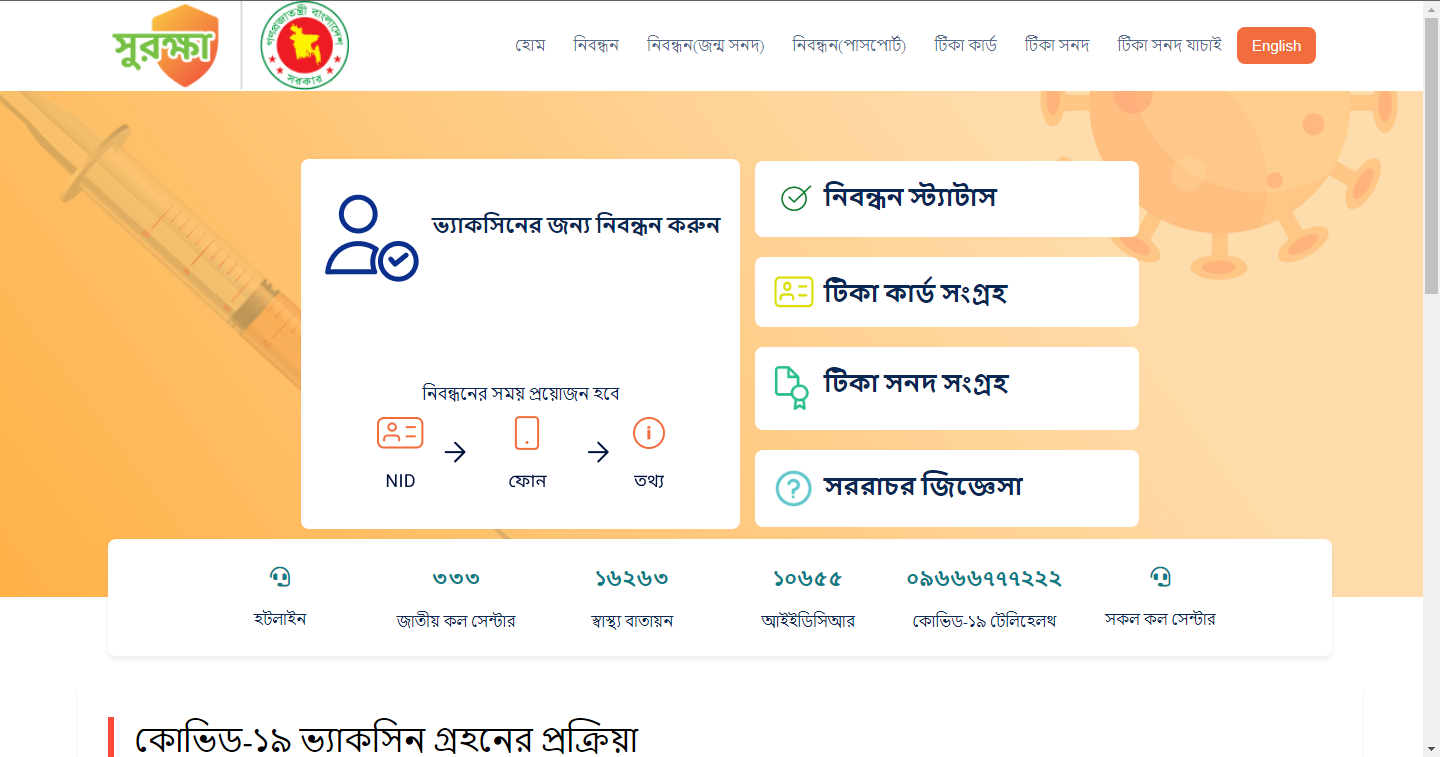 সুরক্ষা
গণপ্রজাতন্ত্রী বাংলাদেশ
সরকার
হোম
নিবন্ধন
নিবন্ধন(জন্ম সনদ)
নিবন্ধন(পাসপোর্ট)
টিকা কার্ড
টিকা সনদ
টিকা সনদ যাচাই
English
ভ্যাকসিনের জন্য নিবন্ধন করুন
নিবন্ধনের সময় প্রয়োজন হবে
NID
ফোন
তথ্য
নিবন্ধন স্ট্যাটাস
টিকা কার্ড সংগ্রহ
টিকা সনদ সংগ্রহ
সররাচর জিজ্ঞেসা
হটলাইন
৩৩৩
জাতীয় কল সেন্টার
১৬২৬৩
স্বাস্থ্য বাতায়ন
১০৬৫৫
আইইডিসিআর
০৯৬৬৬৭৭৭২২২
কোভিড-১৯ টেলিহেলথ
সকল কল সেন্টার
কোভিড-১৯ ভ্যাকসিন গ্রহনের প্রক্রিয়া